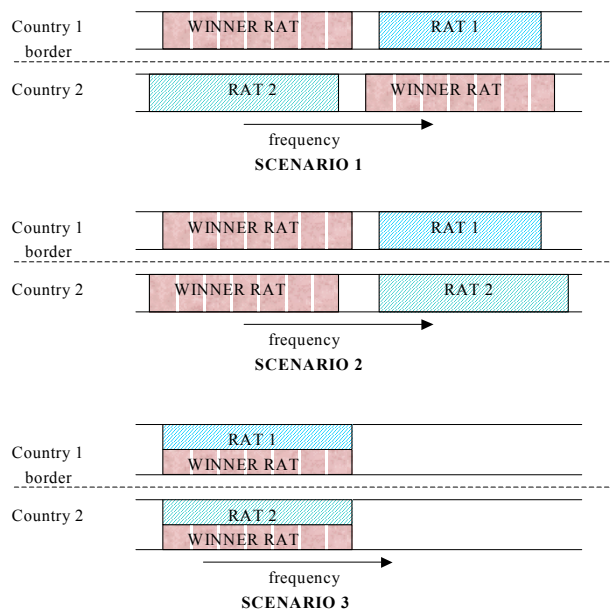 Country 1 WINNER RAT RAT 1
border
Country 2 RAT 2 WINNER RAT
frequency
SCENARIO 1
Country 1 WINNER RAT RAT 1
border
Country 2 WINNER RAT RAT 2
frequency
SCENARIO 2
RAT 1
Country 1 WINNER RAT
border
Country 2 RAT 2
WINNER RAT
frequency
SCENARIO 3